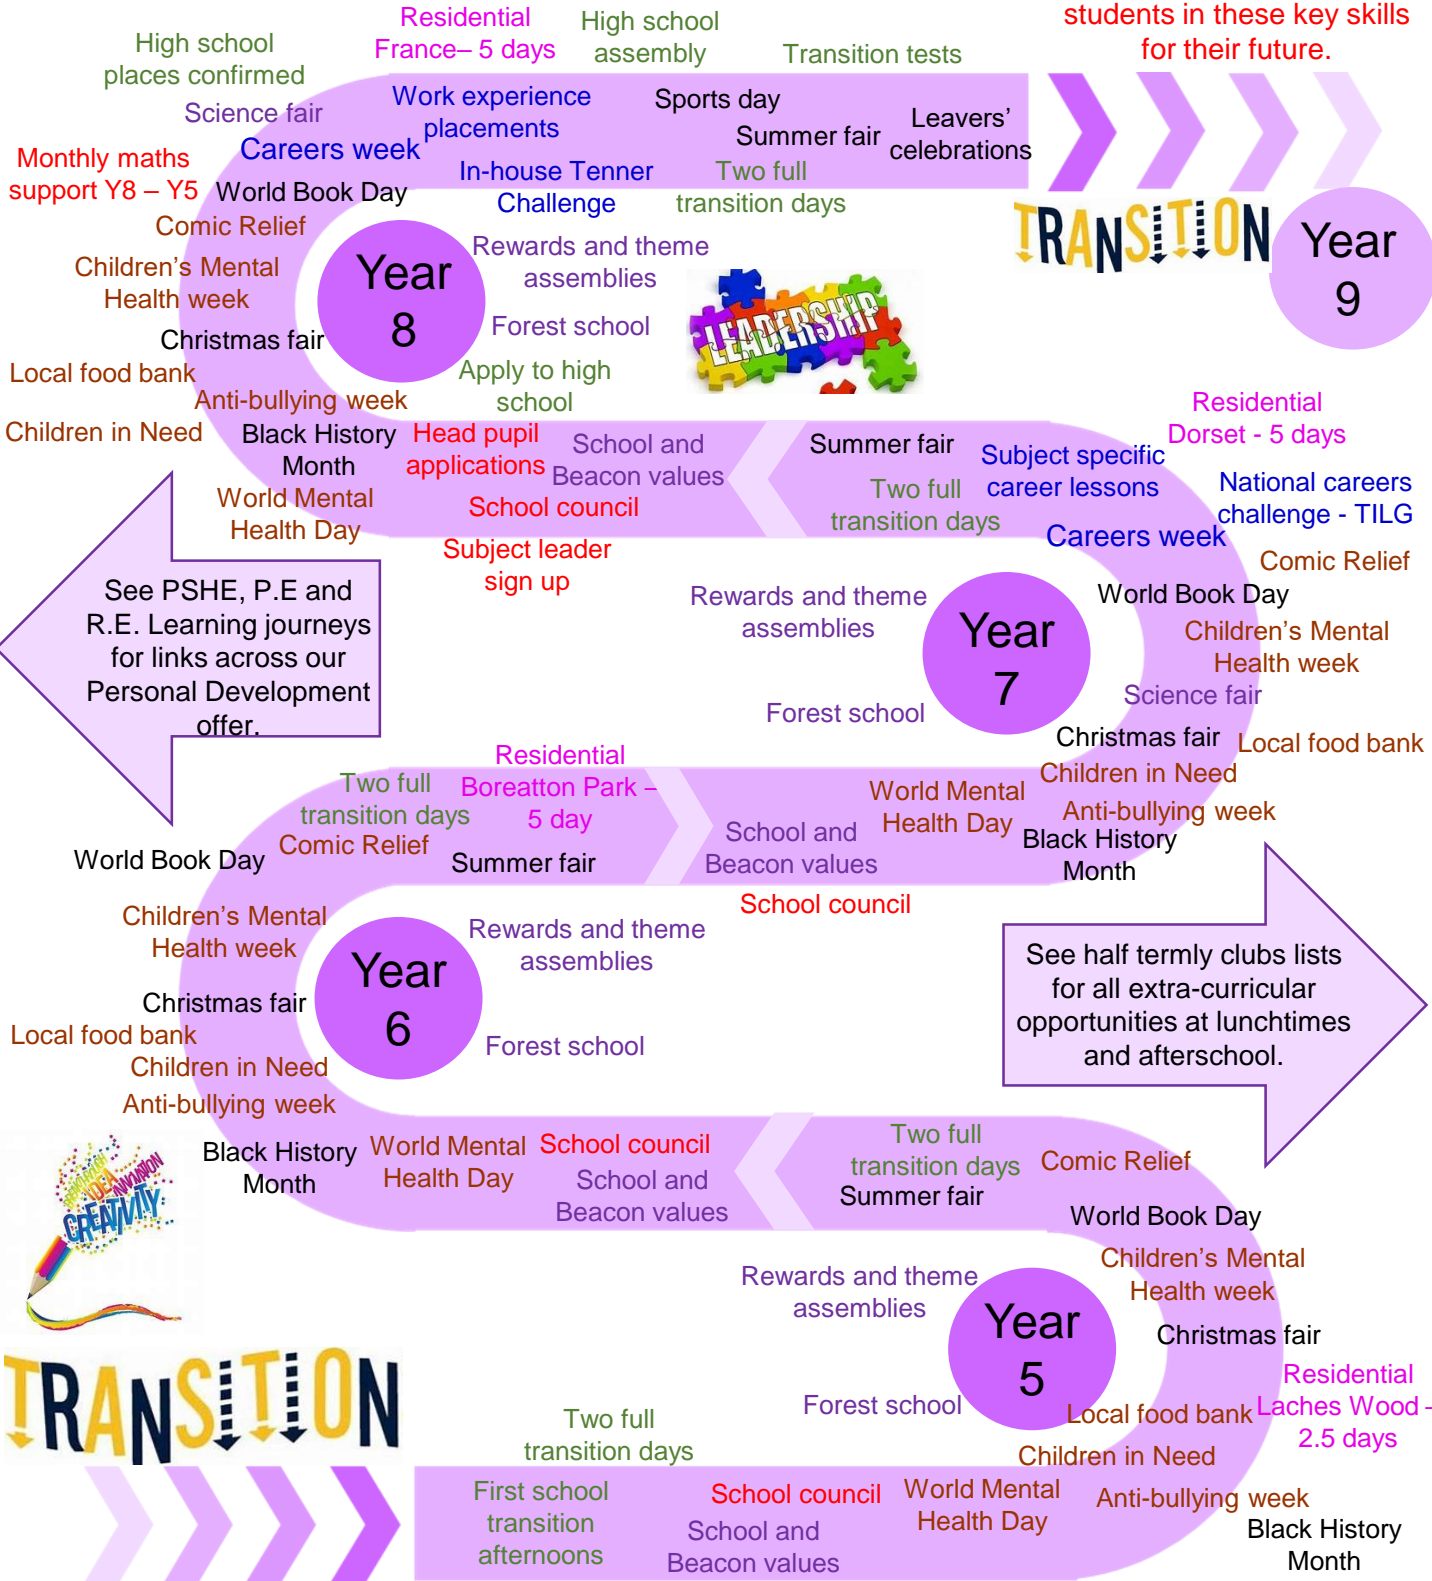 students in these key skills
for their future.
High school
places confirmed
Residential
France– 5 days
High school
assembly
Transition tests
Science fair
Work experience
placements
Sports day
Summer fair
Leavers’
celebrations
Careers week
Monthly maths
support Y8 – Y5
In-house Tenner
Challenge
Two full
transition days
World Book Day
Comic Relief
Children’s Mental
Health week
Year
8
Rewards and theme
assemblies
TRANSITION
Year
9
Christmas fair
Forest school
LEADERSHIP
Local food bank
Apply to high
school
Anti-bullying week
Children in Need
Black History
Month
Head pupil
applications
School and
Beacon values
Summer fair
Subject specific
career lessons
Residential
Dorset - 5 days
World Mental
Health Day
School council
Two full
transition days
National careers
challenge - TILG
Careers week
Subject leader
sign up
Comic Relief
See PSHE, P.E and
R.E. Learning journeys
for links across our
Personal Development
offer.
Rewards and theme
assemblies
Year
7
World Book Day
Children’s Mental
Health week
Science fair
Forest school
Christmas fair
Local food bank
Residential
Boreatton Park –
5 day
Two full
transition days
Children in Need
World Mental
Health Day
Anti-bullying week
Comic Relief
World Book Day
Summer fair
School and
Beacon values
Black History
Month
School council
Children’s Mental
Health week
Year
6
Rewards and theme
assemblies
See half termly clubs lists
for all extra-curricular
opportunities at lunchtimes
and afterschool.
Christmas fair
Local food bank
Forest school
Children in Need
Anti-bullying week
IDEA
INNOVATION
CREATIVITY
Black History
Month
World Mental
Health Day
School council
School and
Beacon values
Two full
transition days
Comic Relief
Summer fair
World Book Day
Rewards and theme
assemblies
Year
5
Children’s Mental
Health week
Christmas fair
TRANSITION
Residential
Laches Wood –
2.5 days
Forest school
Local food bank
Two full
transition days
Children in Need
First school
transition
afternoons
School council
School and
Beacon values
World Mental
Health Day
Anti-bullying week
Black History
Month